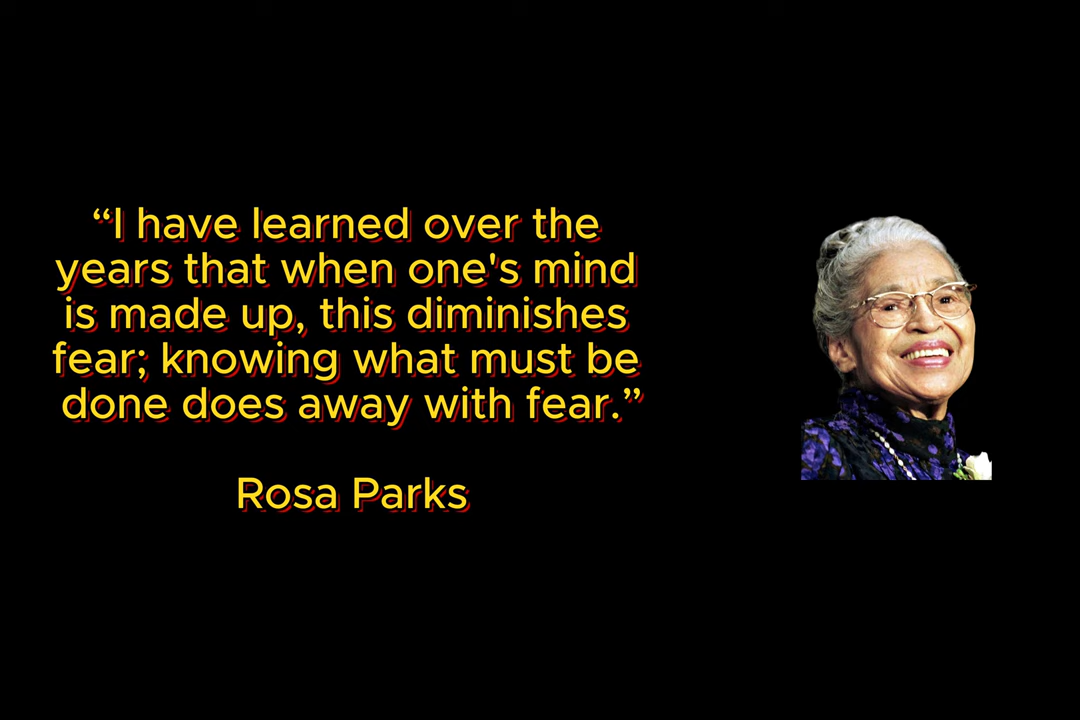 “I have learned over the
years that when one's mind
is made up, this diminishes
fear; knowing what must be
done does away with fear.”
Rosa Parks